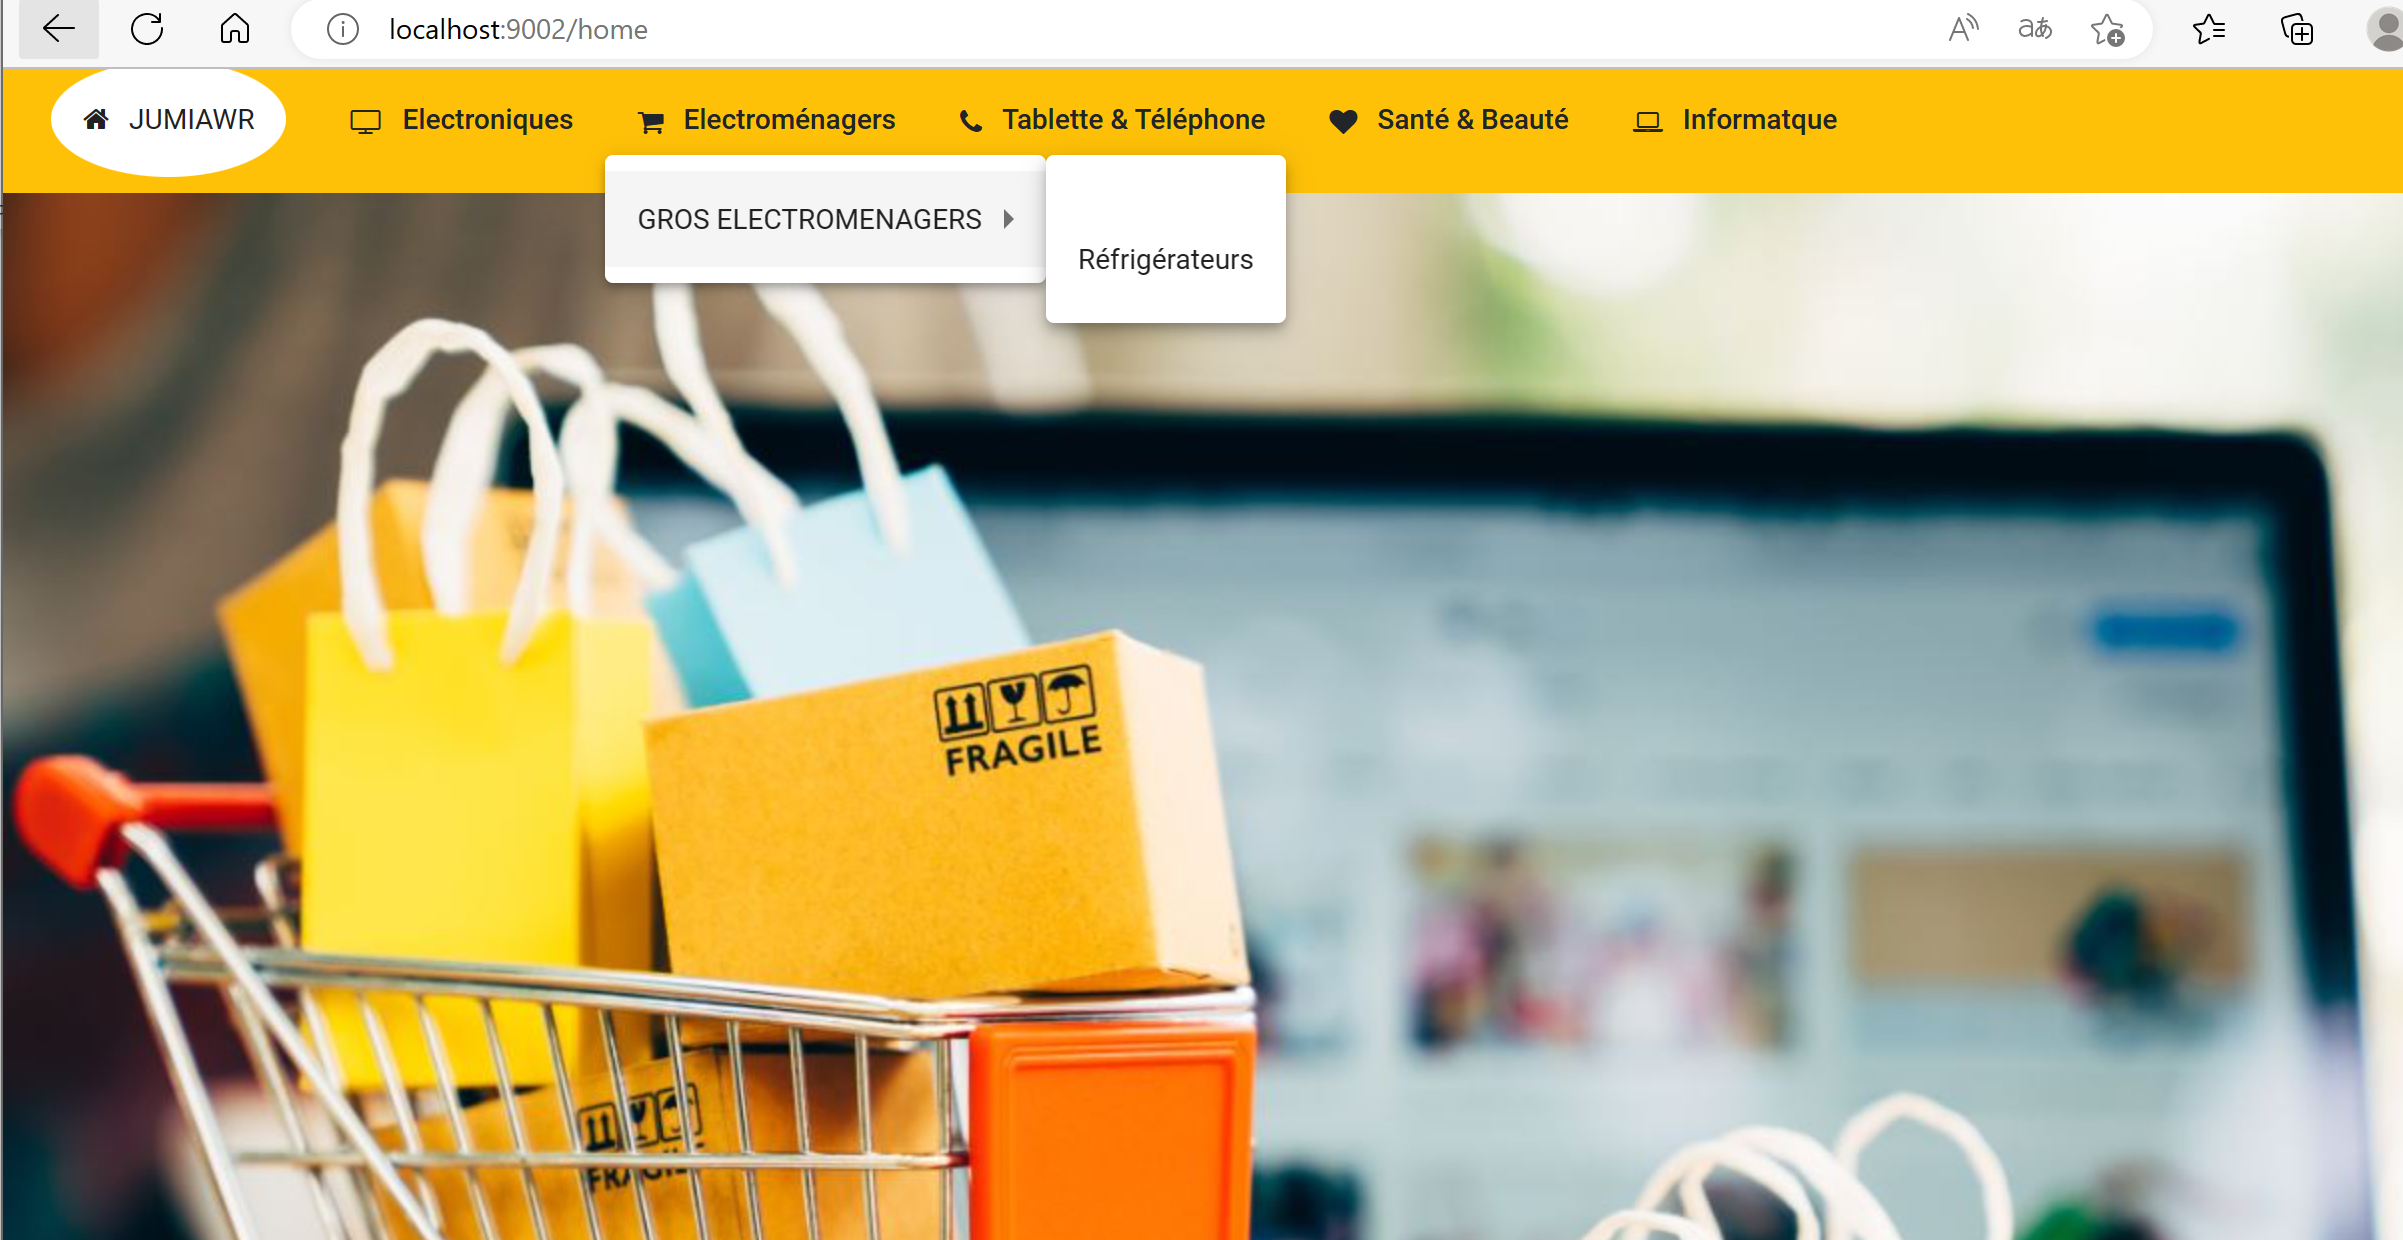 localhost:9002/home
JUMIAWR
Electroniques
Electroménagers
Tablette & Téléphone
Santé & Beauté
Informatque
GROS ELECTROMENAGERS
Réfrigérateurs
FRAGILE